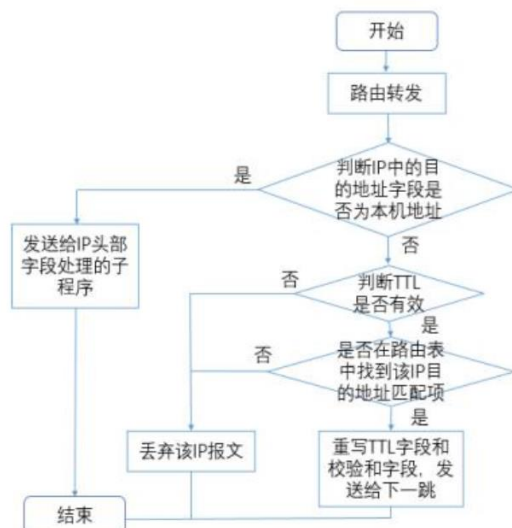 开始
路由转发
判断IP中的目
的地址字段是
否为本机地址
是
否
发送给IP头部
字段处理的子
程序
判断TTL
是否有效
否
是
是否在路由表
中找到该IP目
的地址匹配项
否
是
丢弃该IP报文
重写TTL字段和
校验和字段，发
送给下一跳
结束